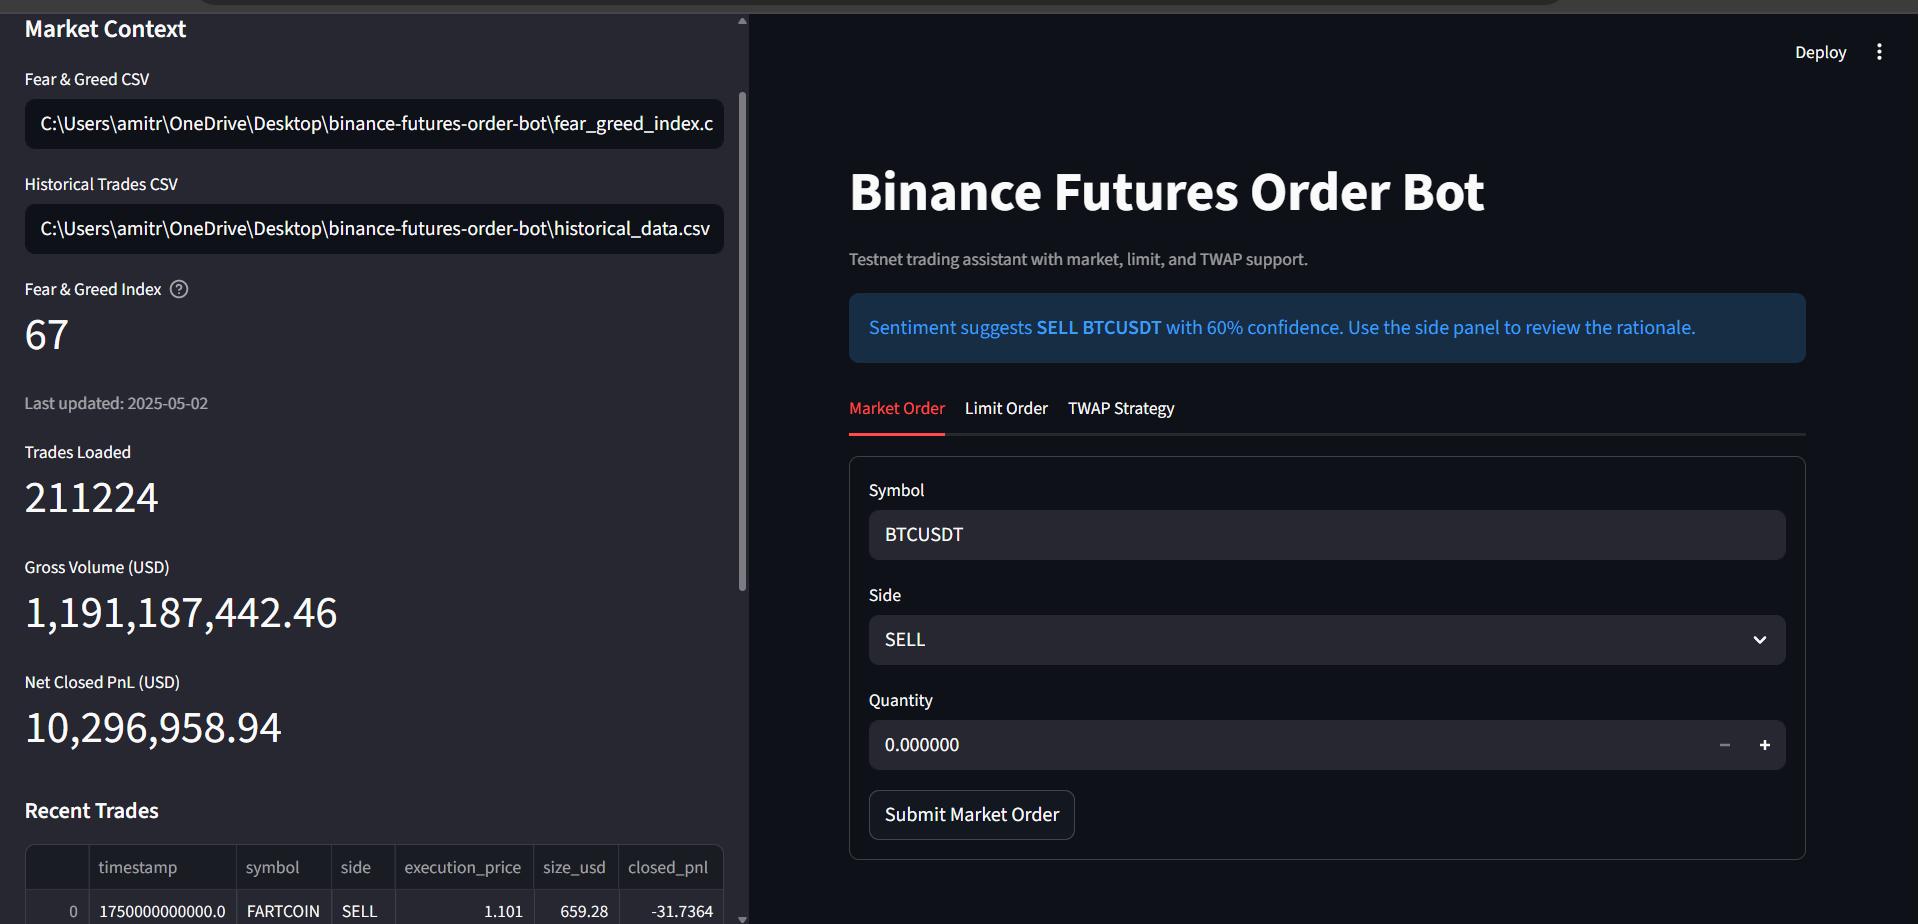 Market Context
Fear & Greed CSV
C:\Users\amitr\OneDrive\Desktop\binance-futures-order-bot\fear_greed_index.c
Historical Trades CSV
C:\Users\amitr\OneDrive\Desktop\binance-futures-order-bot\historical_data.csv
Fear & Greed Index
67
Last updated: 2025-05-02
Trades Loaded
211224
Gross Volume (USD)
1,191,187,442.46
Net Closed PnL (USD)
10,296,958.94
Recent Trades
timestamp symbol side execution_price size_usd closed_pnl
0 1750000000000.0 FARTCOIN SELL 1.101 659.28 -31.7364
Deploy
Binance Futures Order Bot
Testnet trading assistant with market, limit, and TWAP support.
Sentiment suggests SELL BTCUSDT with 60% confidence. Use the side panel to review the rationale.
Market Order Limit Order TWAP Strategy
Symbol
BTCUSDT
Side
SELL
Quantity
0.000000
Submit Market Order